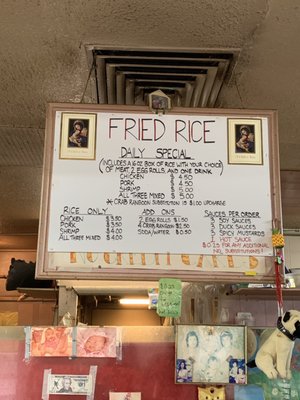 FRIED RICE
DAILY SPECIAL
(INCLUDES A 16 OZ BOX OF RICE WITH YOUR CHOICE
OF MEAT, 2 EGG ROLLS, AND ONE DRINK
CHICKEN $4.50
PORK $4.50
SHRIMP $5.00
ALL THREE MIXED $5.00
* CRAB RANGOON SUBSTITUTION IS $1.00 UPCHARGE
RICE ONLY
CHICKEN $3.50
PORK $3.50
SHRIMP $4.00
ALL THREE MIXED $4.00
ADD ONS
2 EGG ROLLS $1.50
4 CRAB RANGOON $2.50
SODA/WATER $0.50
SAUCES PER ORDER
3 SOY SAUCES
3 DUCK SAUCES
3 SPICY MUSTARDS
1 HOT SAUCE
$0.25 FOR ANY ADDITIONAL
NO SUBSTITUTIONS!